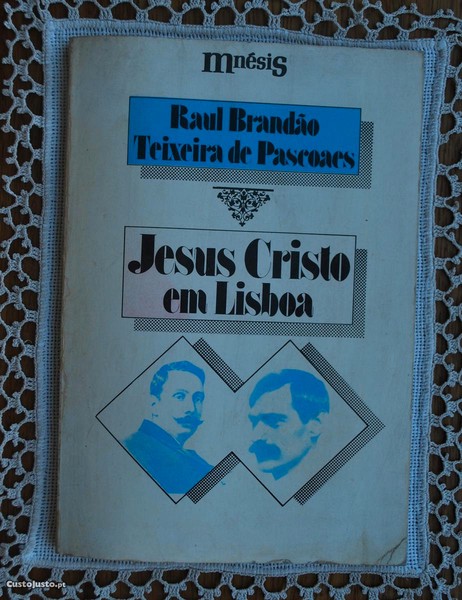 mnésis
Raul Brandão
Teixeira de Pascoaes
Jesus Cristo
em Lisboa
CustoJusto.pt